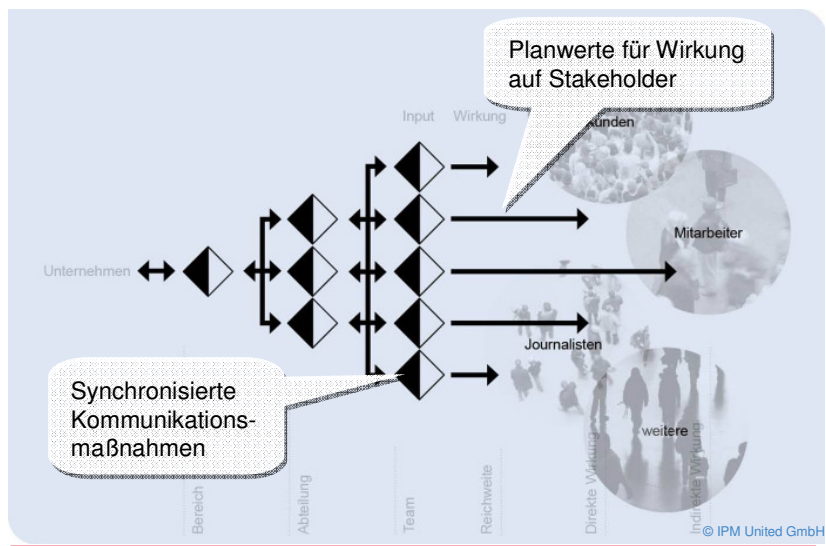 Planwerte für Wirkung
auf Stakeholder
Input
Wirkung
Kunden
Mitarbeiter
Unternehmen
Journalisten
Synchronisierte
Kommunikations-
maßnahmen
weitere
Bereich
Abteilung
Team
Reichweite
Direkte Wirkung
Indirekte Wirkung
© IPM United GmbH